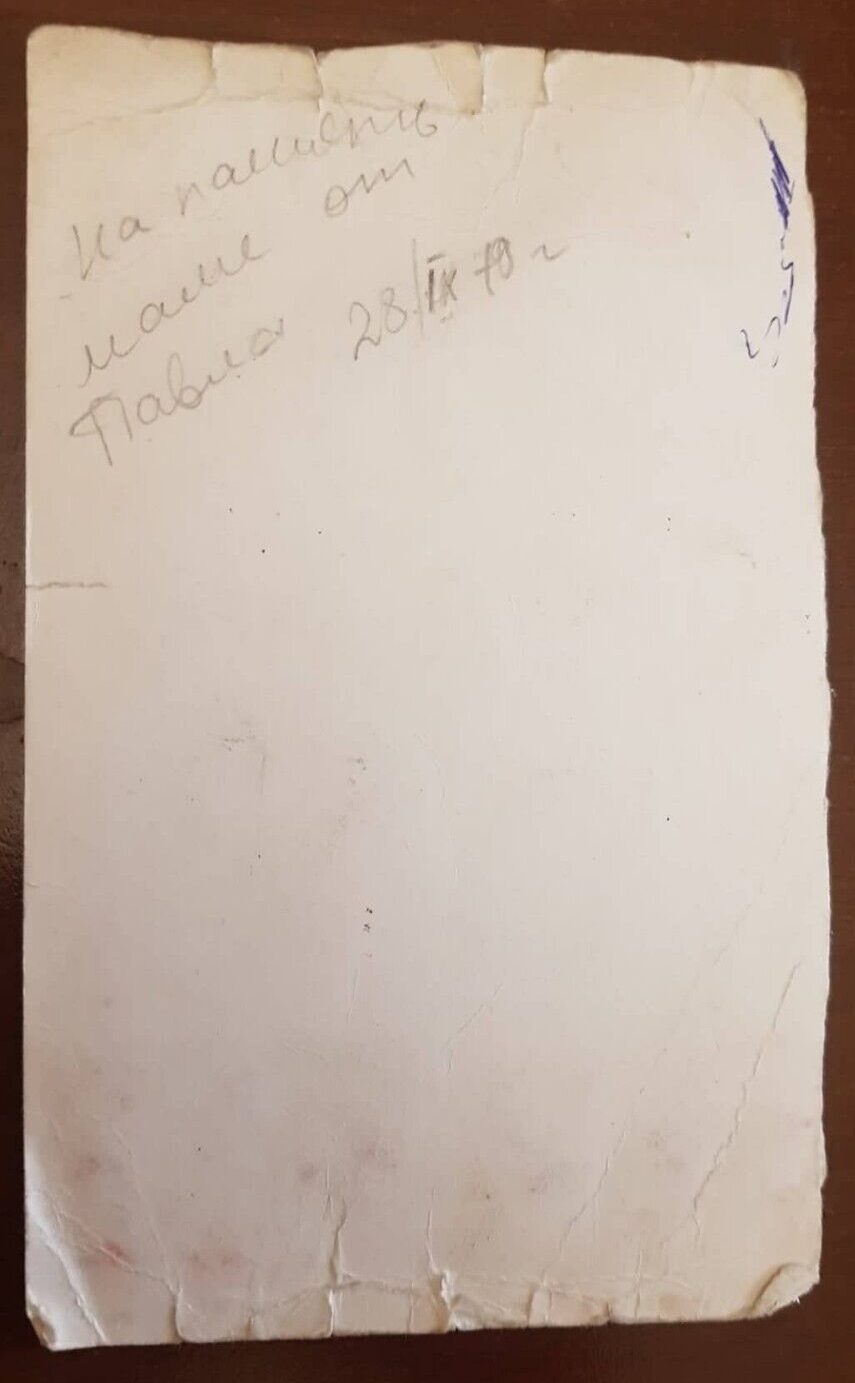 На память
маме от
Павла 28/IX 79 г